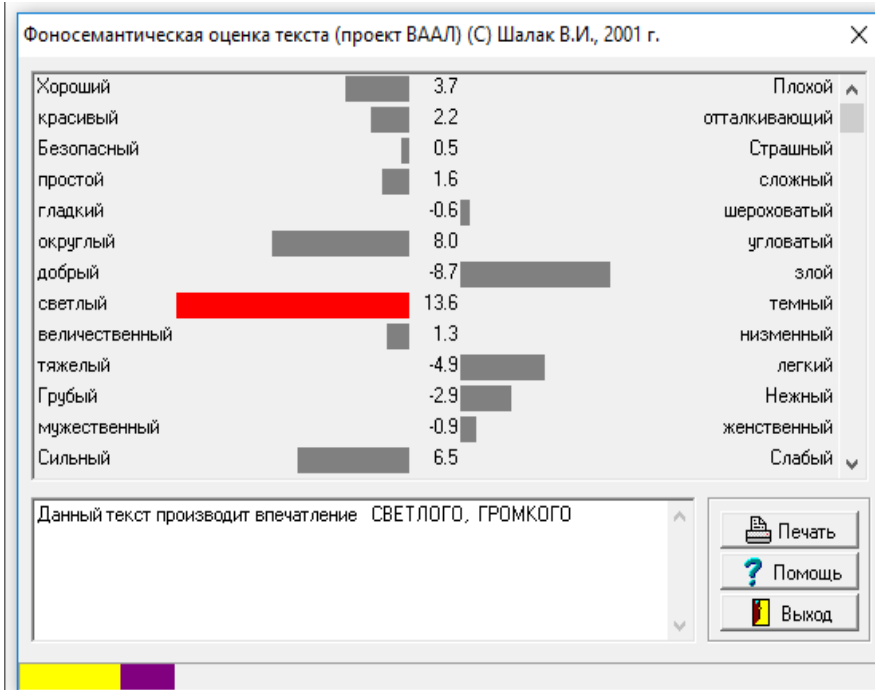 Фоносемантическая оценка текста (проект ВААЛ) (C) Шалак В.И., 2001 г.
Хороший 3.7 Плохой
красивый 2.2 отталкивающий
Безопасный 0.5 Страшный
простой 1.6 сложный
гладкий -0.6 шероховатый
округлый 8.0 угловатый
добрый -8.7 злой
светлый 13.6 темный
величественный 1.3 низменный
тяжелый -4.9 легкий
Грубый -2.9 Нежный
мужественный -0.9 женственный
Сильный 6.5 Слабый
Данный текст производит впечатление СВЕТЛОГО, ГРОМКОГО
Печать
Помощь
Выход